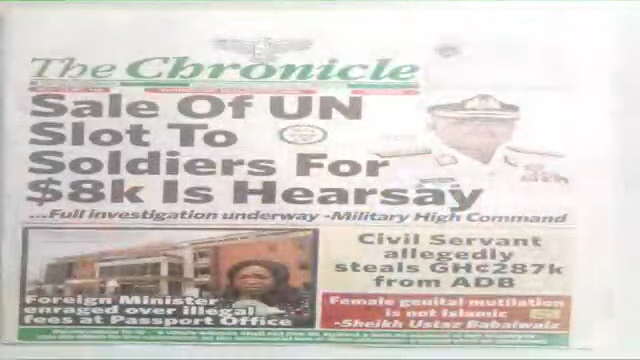 The Chronicle
Sale Of UN
Slot To
Soldiers For
$8k Is Hearsay
...Full investigation underway -Military High Command
Foreign Minister
enraged over illegal
fees at Passport Office
Civil Servant
allegedly
steals GH¢287k
from ADB
Female genital mutilation
is not Islamic
-Sheikh Ustaz Babalwaiz